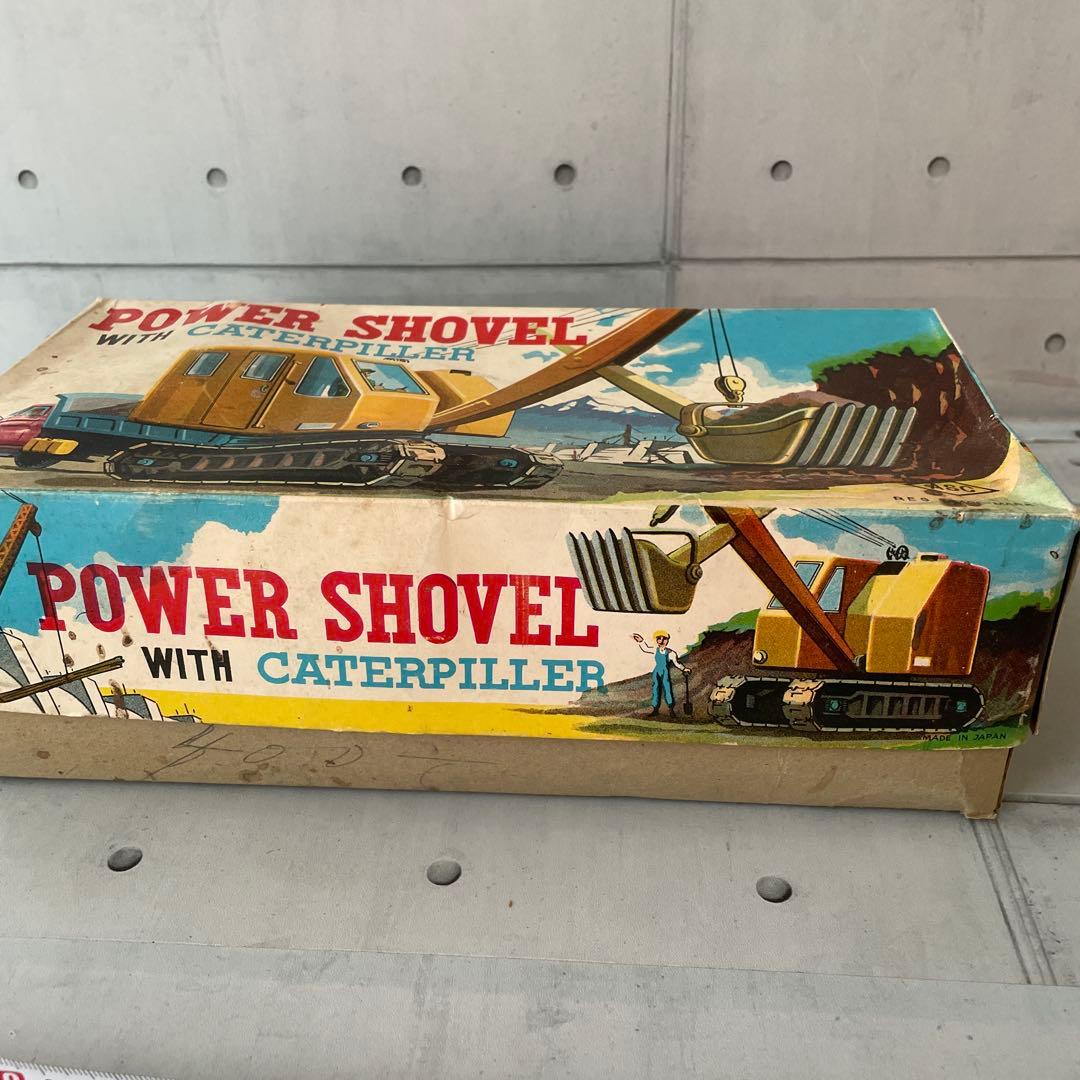 POWER SHOVEL
WITH CATERPILLER
POWER SHOVEL
WITH CATERPILLER
MADE IN JAPAN